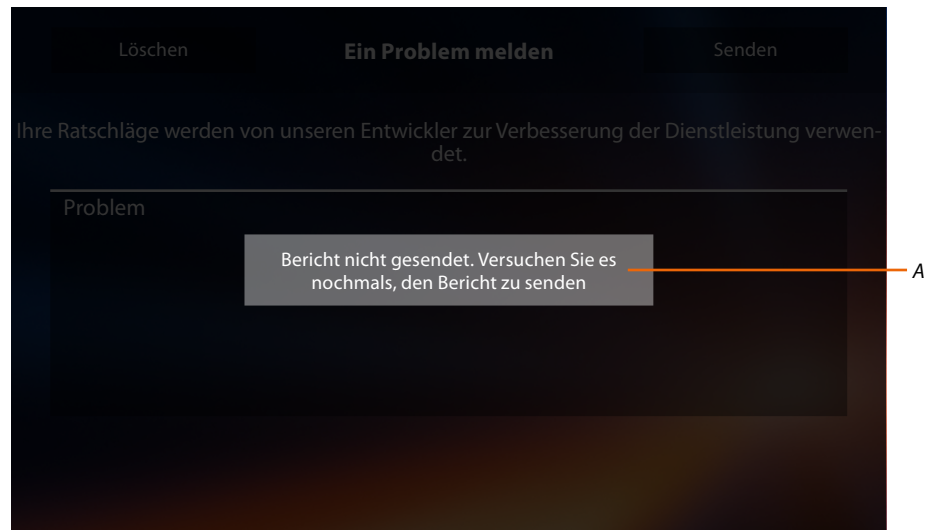 Löschen
Ein Problem melden
Senden
Ihre Ratschläge werden von unseren Entwickler zur Verbesserung der Dienstleistung verwen-
det.
Problem
Bericht nicht gesendet. Versuchen Sie es
nochmals, den Bericht zu senden
A